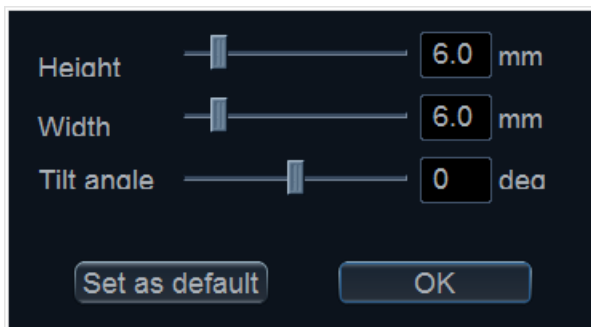 Height 6.0 mm
Width 6.0 mm
Tilt angle 0 deg
Set as default OK